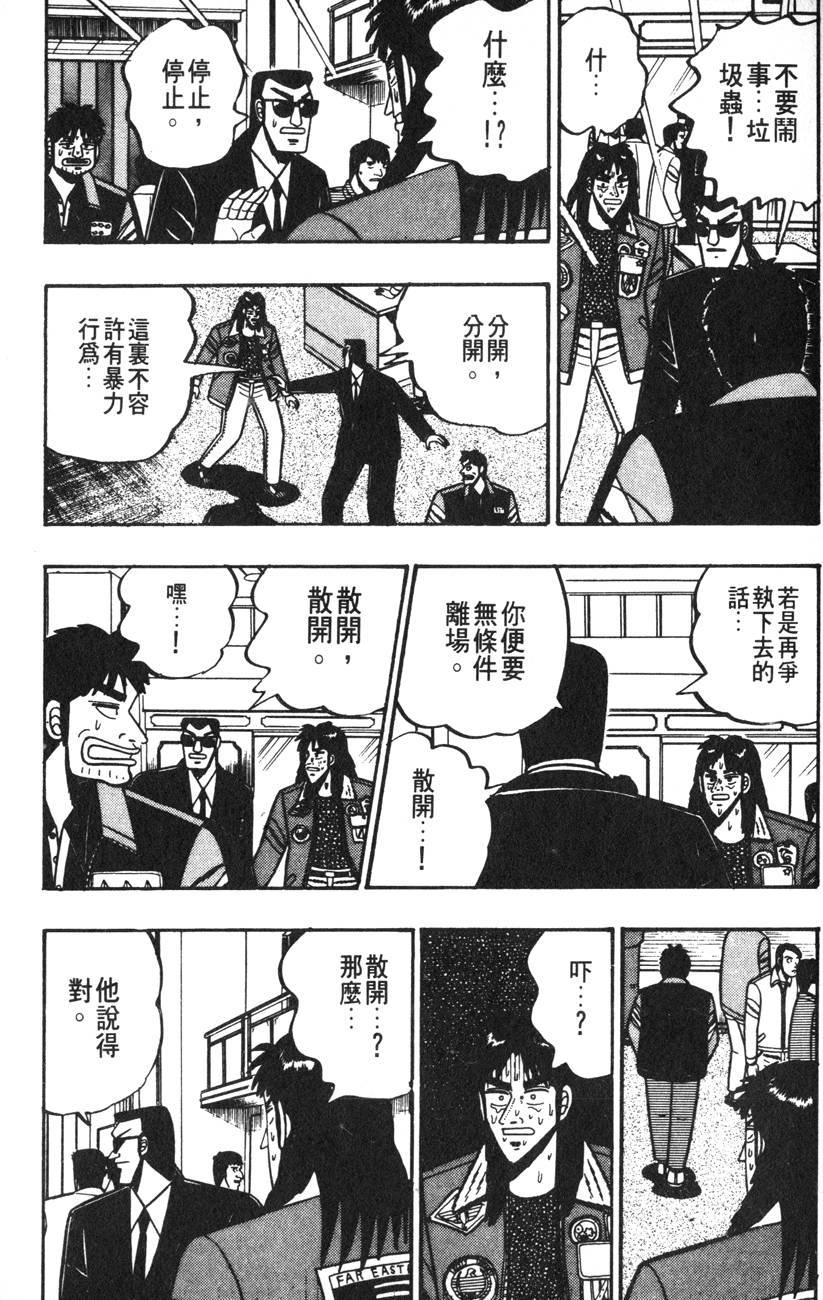 不要鬧
事…垃
圾蟲！
什…
什麼…
！？
停止，
停止。
分開，
分開。
這裏不容
許有暴力
行爲…
若是再爭
執下去的
話…
你便要
無條件
離場。
散開…！
散開，
散開。
嘿…！
吓…？
散開…？
那麼…
FAR EAST
他說得
對。